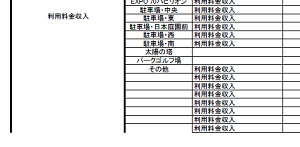 EXPO'70パビリオン 利用料金収入
駐車場・中央 利用料金収入
利用料金収入
駐車場・東 利用料金収入
駐車場・日本庭園前 利用料金収入
駐車場・西 利用料金収入
駐車場・南 利用料金収入
太陽の塔
パークゴルフ場
その他 利用料金収入
利用料金収入
利用料金収入
利用料金収入
利用料金収入
利用料金収入
利用料金収入
利用料金収入